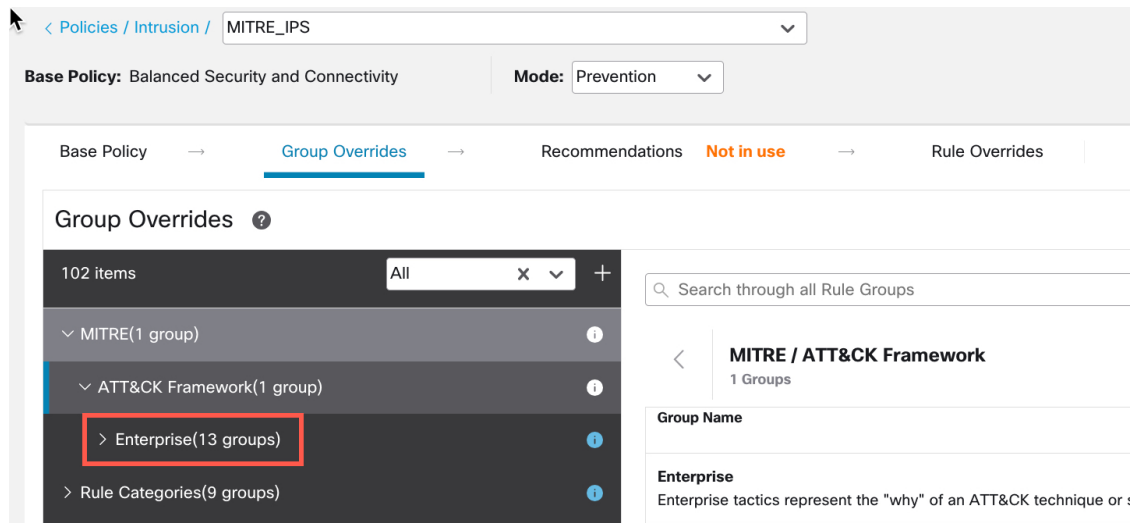 Policies / Intrusion / MITRE_IPS
Base Policy: Balanced Security and Connectivity Mode: Prevention
Base Policy → Group Overrides → Recommendations Not in use → Rule Overrides
Group Overrides ?
102 items All
Search through all Rule Groups
MITRE(1 group)
MITRE / ATT&CK Framework
1 Groups
ATT&CK Framework(1 group)
Group Name
Enterprise(13 groups)
Enterprise
Rule Categories(9 groups)
Enterprise tactics represent the "why" of an ATT&CK technique or